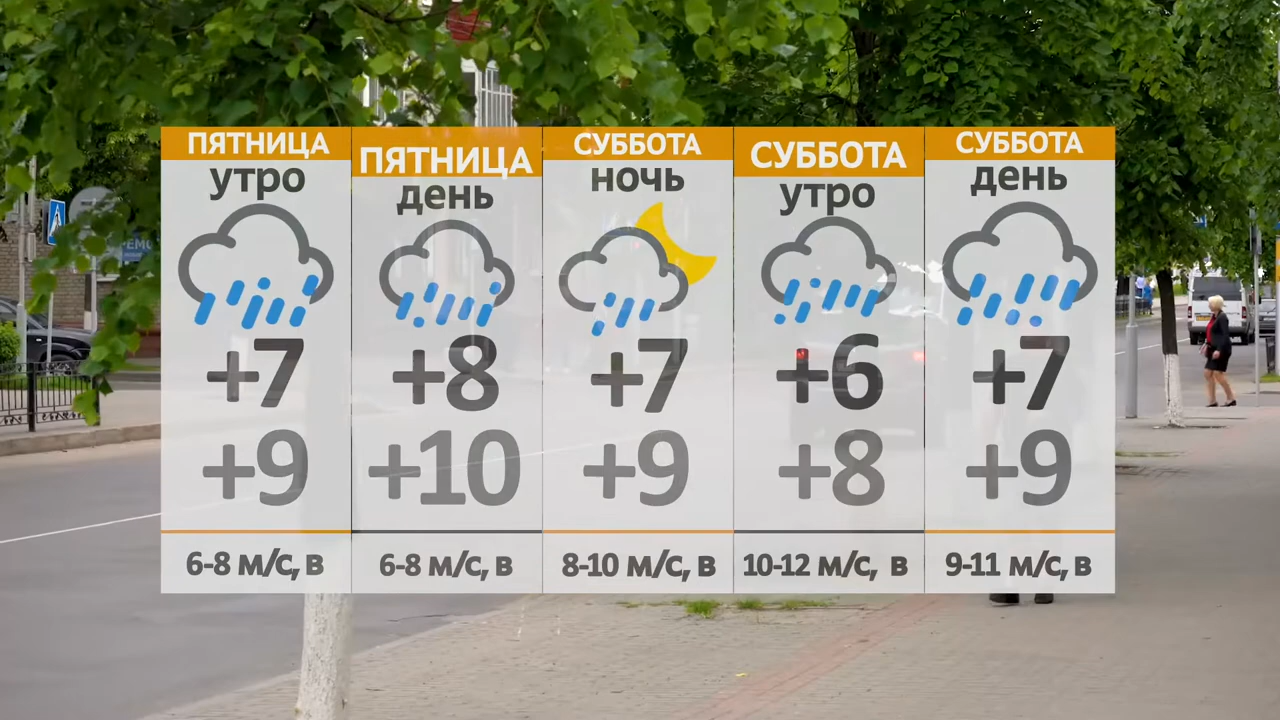 ПЯТНИЦА
утро
+7
+9
6-8 м/с, в
ПЯТНИЦА
день
+8
+10
6-8 м/с, в
СУББОТА
ночь
+7
+9
8-10 м/с, в
СУББОТА
утро
+6
+8
10-12 м/с, в
СУББОТА
день
+7
+9
9-11 м/с, в